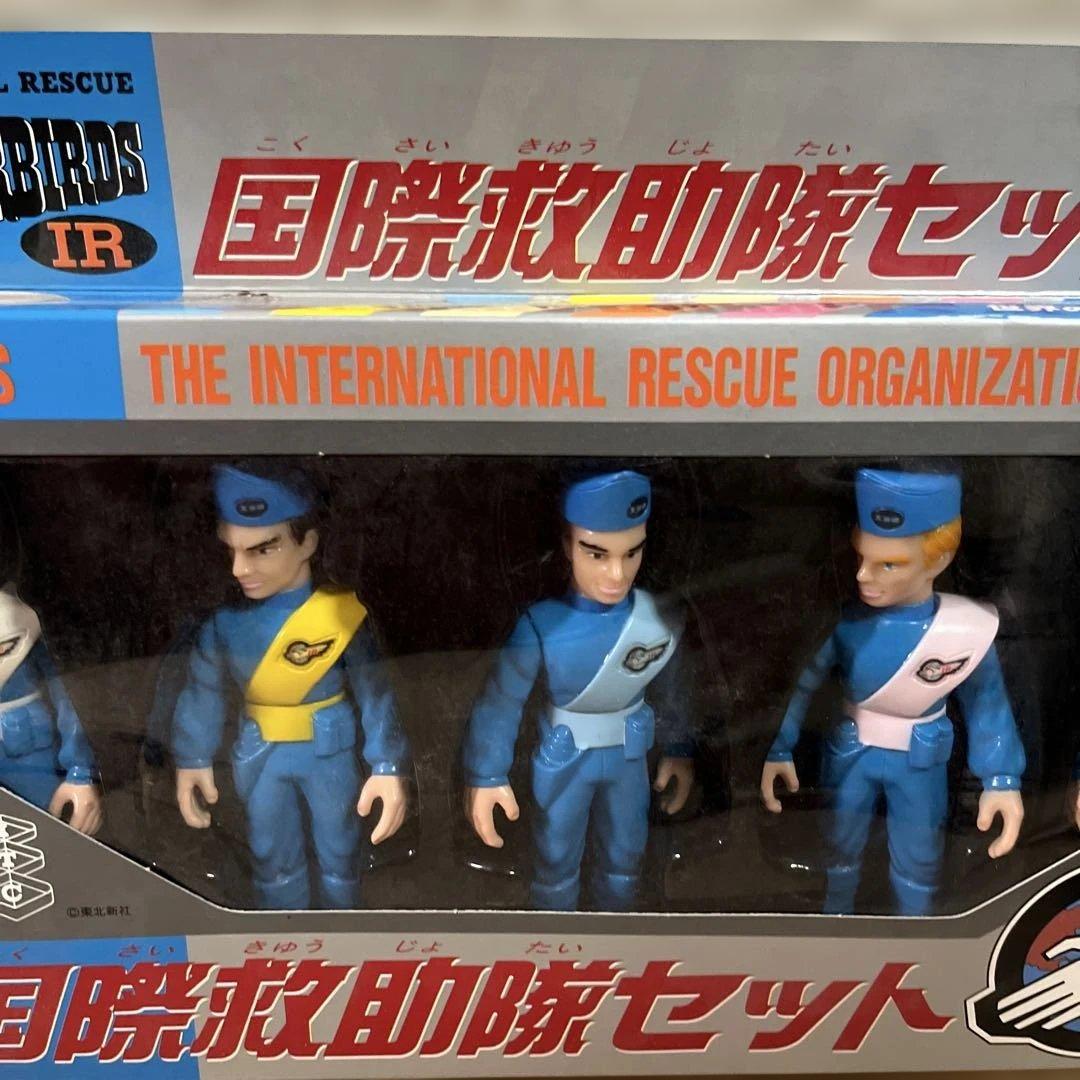 L RESCUE
RBIRDS
IR
こく さい きゆう じょ たい
国際救助隊セッ
S
THE INTERNATIONAL RESCUE ORGANIZATI
©東北新社
く さい きゆう じょ たい
国際救助隊セット